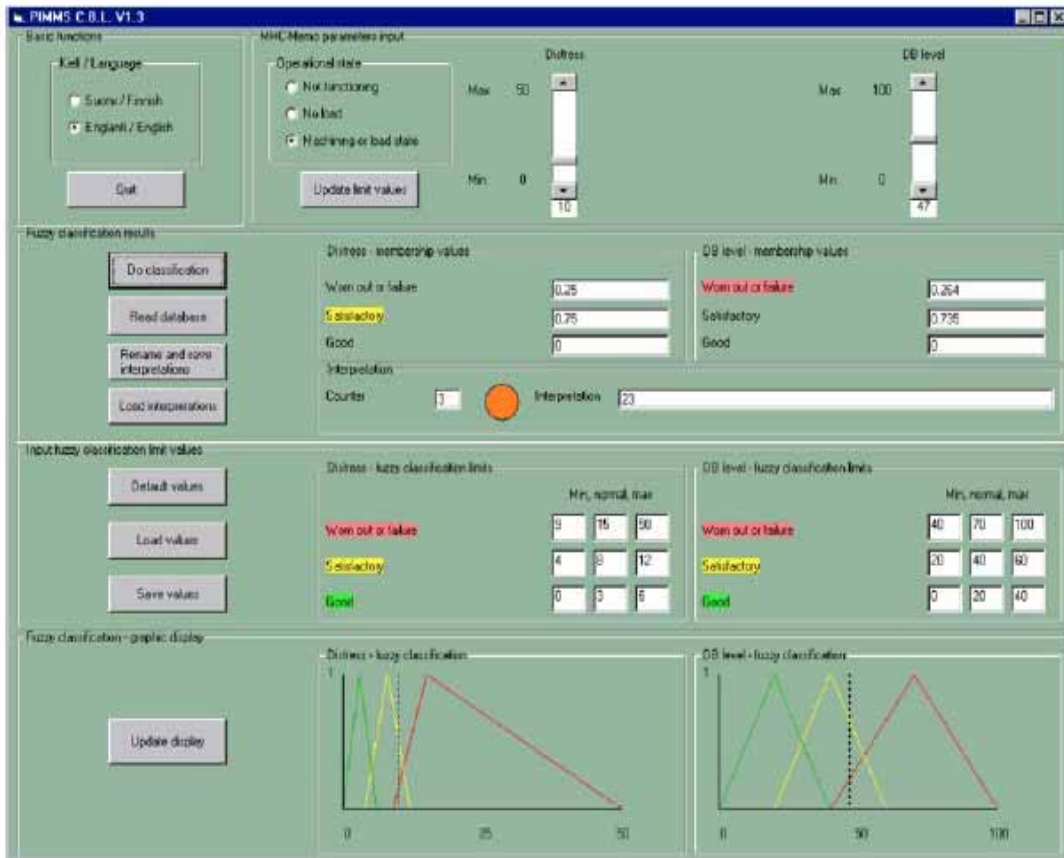 PIMMS C.B.L. V1.3
Basic functions
Kieli / Language
Suomi / Finnish
Englanti / English
Quit
MHC-Memo parameters input
Operational state
Not functioning
No load
Machining or load state
Update limit values
Distress
Max 50
Min 0
10
DB level
Max 100
Min 0
47
Fuzzy classification results
Do classification
Read database
Rename and save
interpretations
Load interpretations
Distress - membership values
Worn out or failure 0.25
Satisfactory 0.75
Good 0
DB level - membership values
Worn out or failure 0.264
Satisfactory 0.735
Good 0
Interpretation
Counter 3 Interpretation 23
Input fuzzy classification limit values
Default values
Load values
Save values
Distress - fuzzy classification limits
Min, normal, max
Worn out or failure 9 15 50
Satisfactory 4 8 12
Good 0 3 6
DB level - fuzzy classification limits
Min, normal, max
Worn out or failure 40 70 100
Satisfactory 20 40 60
Good 0 20 40
Fuzzy classification - graphic display
Update display
Distress - fuzzy classification
1
0 25 50
DB level - fuzzy classification
1
0 50 100